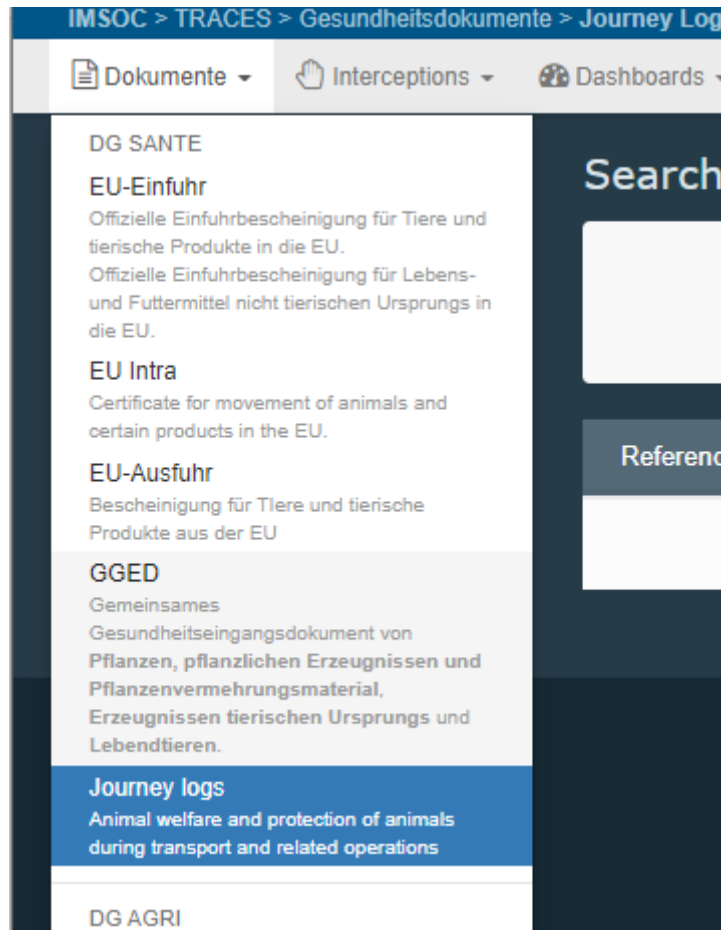 IMSOC > TRACES > Gesundheitsdokumente > Journey Log
Dokumente
Interceptions
Dashboards
DG SANTE
EU-Einfuhr
Offizielle Einfuhrbescheinigung für Tiere und
tierische Produkte in die EU.
Offizielle Einfuhrbescheinigung für Lebens-
und Futtermittel nicht tierischen Ursprungs in
die EU.
EU Intra
Certificate for movement of animals and
certain products in the EU.
EU-Ausfuhr
Bescheinigung für TIere und tierische
Produkte aus der EU
GGED
Gemeinsames
Gesundheitseingangsdokument von
Pflanzen, pflanzlichen Erzeugnissen und
Pflanzenvermehrungsmaterial,
Erzeugnissen tierischen Ursprungs und
Lebendtieren.
Journey logs
Animal welfare and protection of animals
during transport and related operations
DG AGRI
Search
Referenc